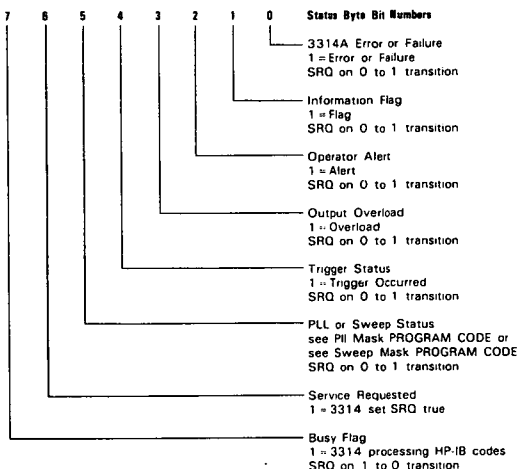 7 6 5 4 3 2 1 0 Status Byte Bit Numbers
3314A Error or Failure
1 = Error or Failure
SRQ on 0 to 1 transition
Information Flag
1 = Flag
SRQ on 0 to 1 transition
Operator Alert
1 = Alert
SRQ on 0 to 1 transition
Output Overload
1 = Overload
SRQ on 0 to 1 transition
Trigger Status
1 = Trigger Occurred
SRQ on 0 to 1 transition
PLL or Sweep Status
see Pll Mask PROGRAM CODE or
see Sweep Mask PROGRAM CODE
SRQ on 0 to 1 transition
Service Requested
1 = 3314 set SRQ true
Busy Flag
1 = 3314 processing HP-IB codes
SRQ on 1 to 0 transition